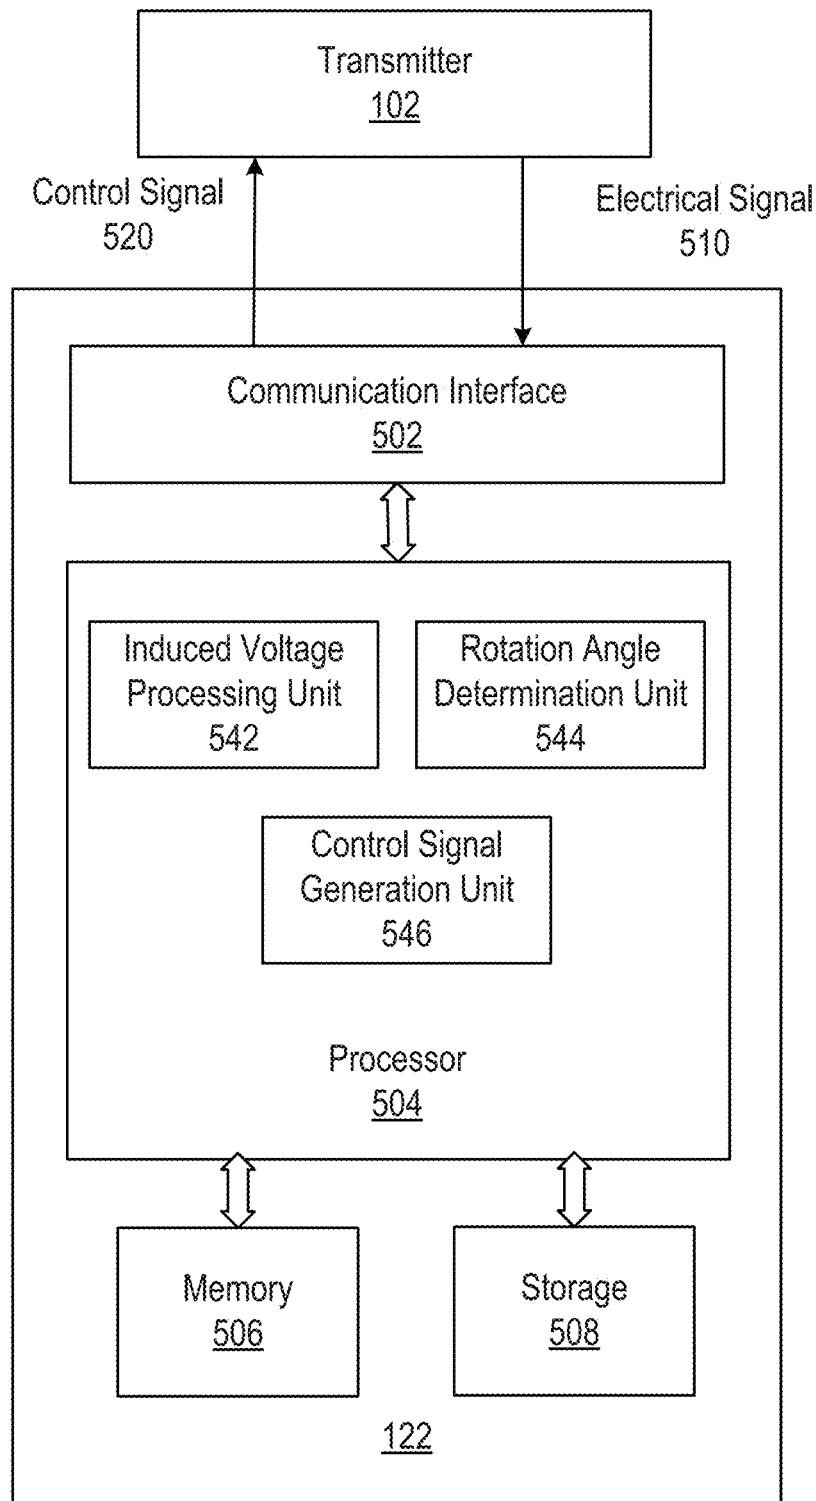 Transmitter
102
Control Signal
520
Electrical Signal
510
Communication Interface
502
Induced Voltage
Processing Unit
542
Rotation Angle
Determination Unit
544
Control Signal
Generation Unit
546
Processor
504
Memory
506
Storage
508
122